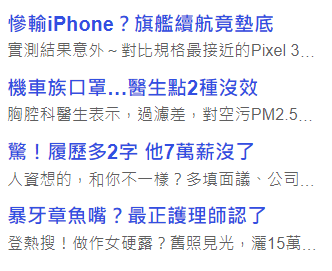 慘輸iPhone？旗艦續航竟墊底
實測結果意外～對比規格最接近的Pixel 3...
機車族口罩...醫生點2種沒效
胸腔科醫生表示，過濾差，對空污PM2.5...
驚！履歷多2字 他7萬薪沒了
人資想的，和你不一樣？多填面議、公司...
暴牙章魚嘴？最正護理師認了
登熱搜！做作女硬露？舊照見光，灑15萬...